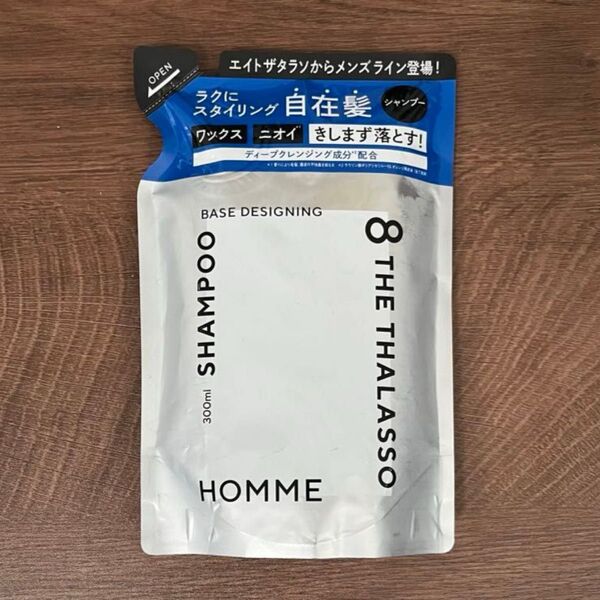 OPEN
エイトザタラソからメンズライン登場！
ラクに
スタイリング 自在髪 シャンプー
ワックス ニオイ きしまず落とす！
ディープクレンジング成分 配合
BASE DESIGNING
300ml SHAMPOO
8 THE THALASSO
HOMME